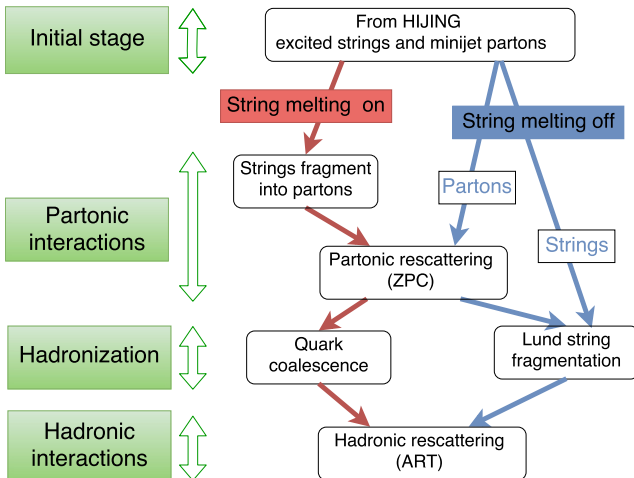 Initial stage
From HIJING
excited strings and minijet partons
String melting on
String melting off
Strings fragment
into partons
Partons
Partonic
interactions
Strings
Partonic rescattering
(ZPC)
Hadronization
Quark
coalescence
Lund string
fragmentation
Hadronic
interactions
Hadronic rescattering
(ART)